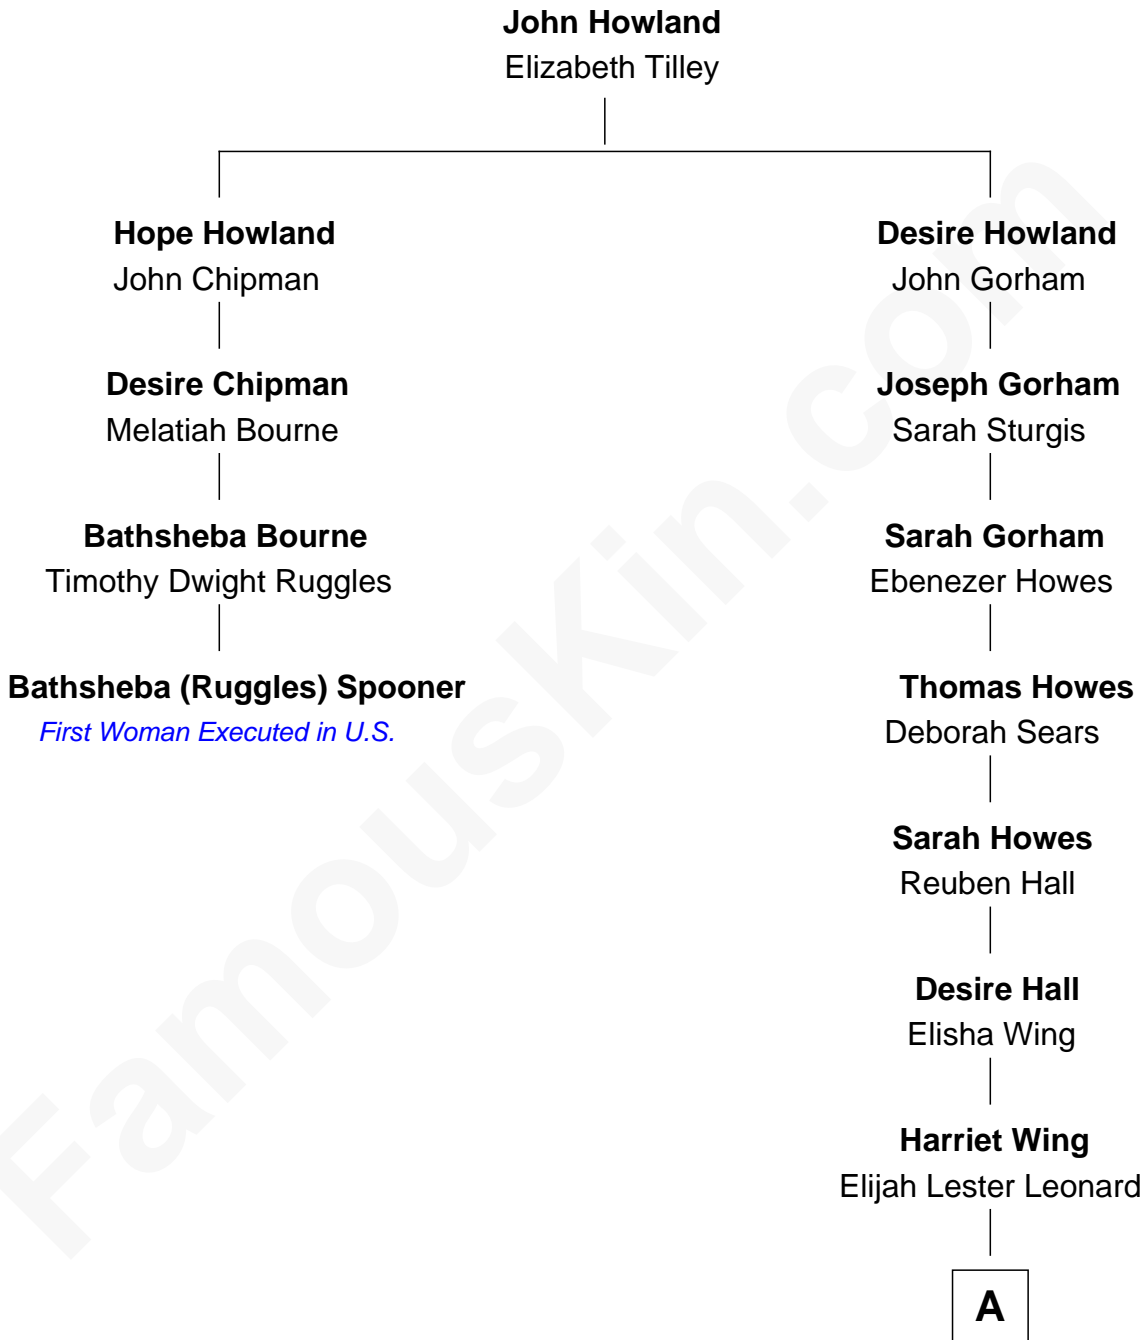 John Howland
Elizabeth Tilley
Hope Howland
John Chipman
Desire Howland
John Gorham
Desire Chipman
Melatiah Bourne
Joseph Gorham
Sarah Sturgis
Bathsheba Bourne
Timothy Dwight Ruggles
Sarah Gorham
Ebenezer Howes
Bathsheba (Ruggles) Spooner
First Woman Executed in U.S.
Thomas Howes
Deborah Sears
Sarah Howes
Reuben Hall
Desire Hall
Elisha Wing
Harriet Wing
Elijah Lester Leonard
A
FamousKin.com